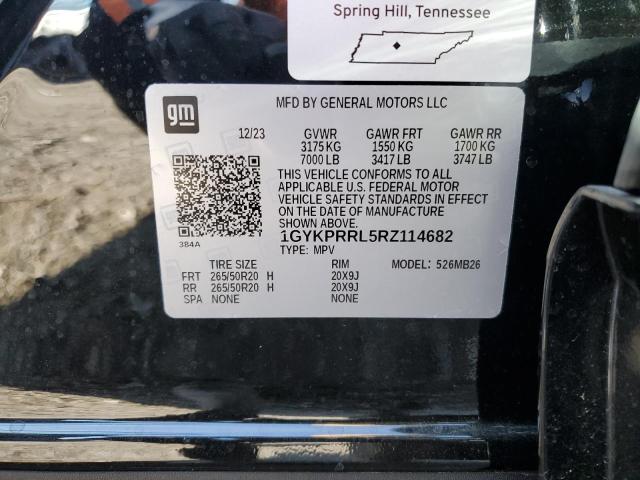 Spring Hill, Tennessee
gm
MFD BY GENERAL MOTORS LLC
12/23 GVWR GAWR FRT GAWR RR
3175 KG 1550 KG 1700 KG
7000 LB 3417 LB 3747 LB
THIS VEHICLE CONFORMS TO ALL
APPLICABLE U.S. FEDERAL MOTOR
VEHICLE SAFETY STANDARDS IN EFFECT
ON THE DATE OF MANUFACTURE SHOWN ABOVE.
1GYKPRRL5RZ114682
384A
TYPE: MPV
TIRE SIZE RIM MODEL: 526MB26
FRT 265/50R20 H 20X9J
RR 265/50R20 H 20X9J
SPA NONE NONE